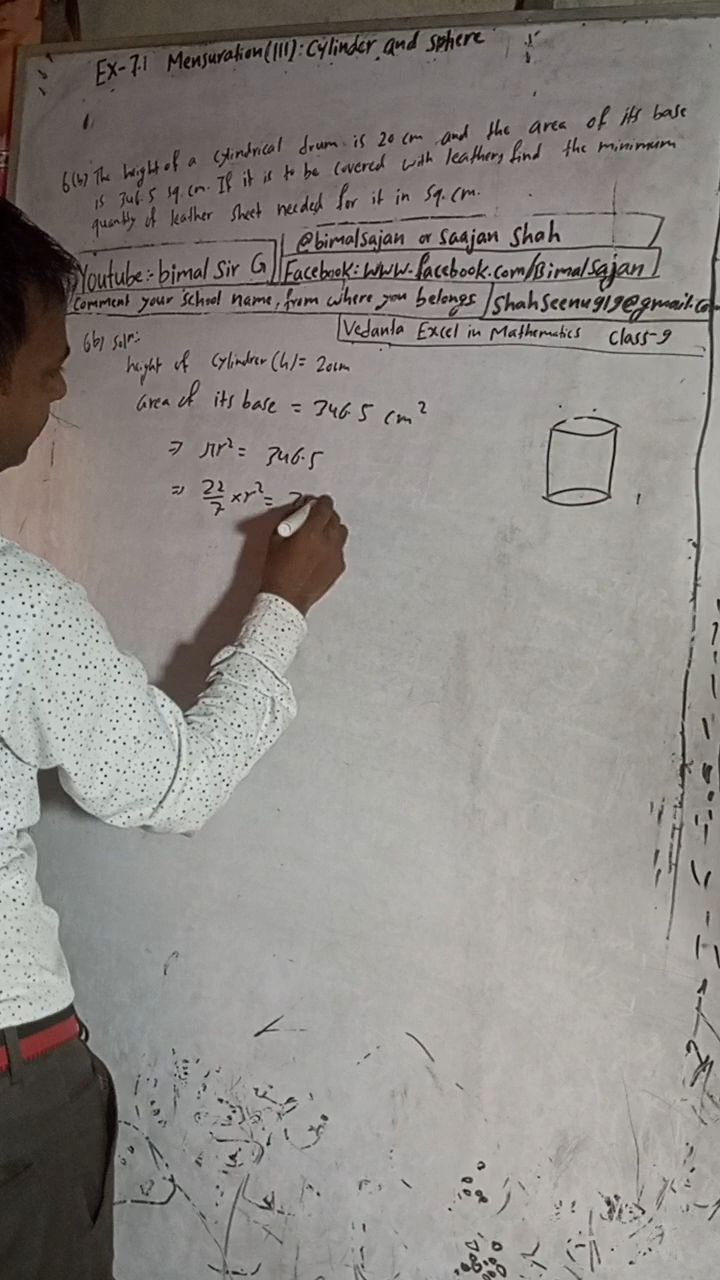 Ex-7.1 Mensuration(III): Cylinder and sphere
6(b) The height of a cylindrical drum is 20 cm and the area of its base
is 346.5 sq.cm. If it is to be covered with leathers, find the minimum
quantity of leather sheet needed for it in sq.cm.
@bimalsajan or Saajan Shah
Youtube:- bimal Sir G
Facebook: www.facebook.com/Bimalsajan
Comment your school name, from where you belongs
shahseenu919@gmail.com
Vedanta Excel in Mathematics Class-9
6b) soln:
height of cylinder (h) = 20cm
area of its base = 346.5 cm²
⇒ πr² = 346.5
⇒ 22/7 × r² = 3